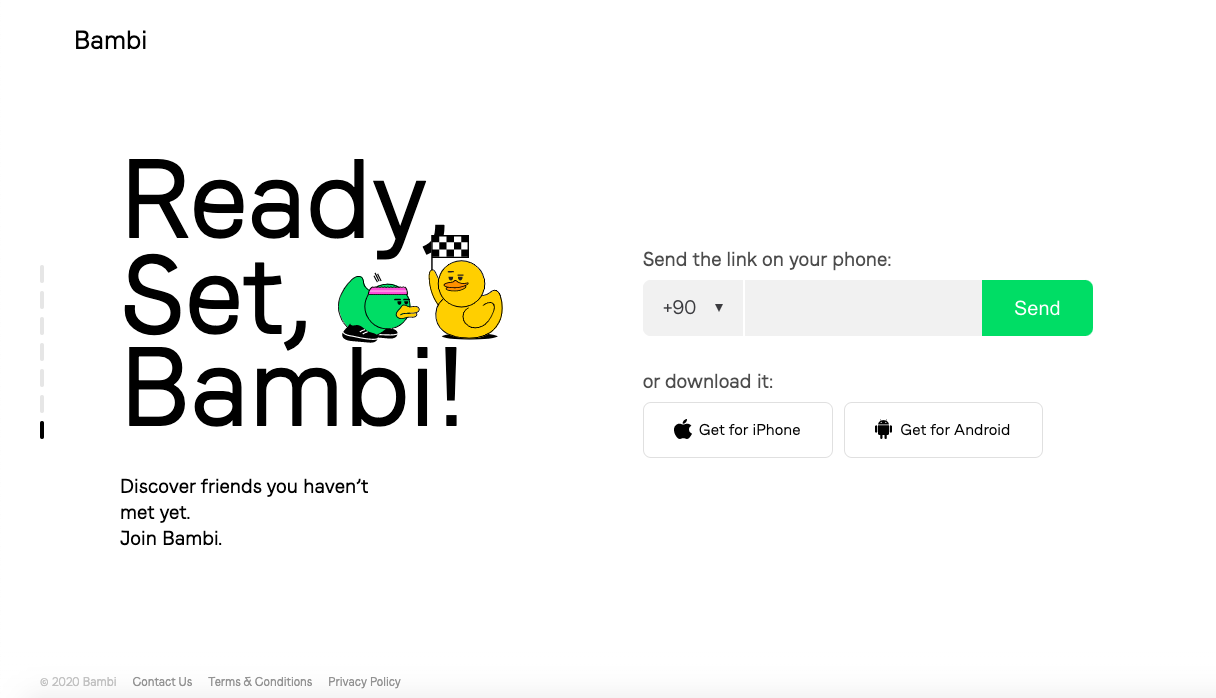 Bambi
Ready,
Set,
Bambi!
Discover friends you haven’t
met yet.
Join Bambi.
Send the link on your phone:
+90 ▼
Send
or download it:
Get for iPhone
Get for Android
© 2020 Bambi Contact Us Terms & Conditions Privacy Policy